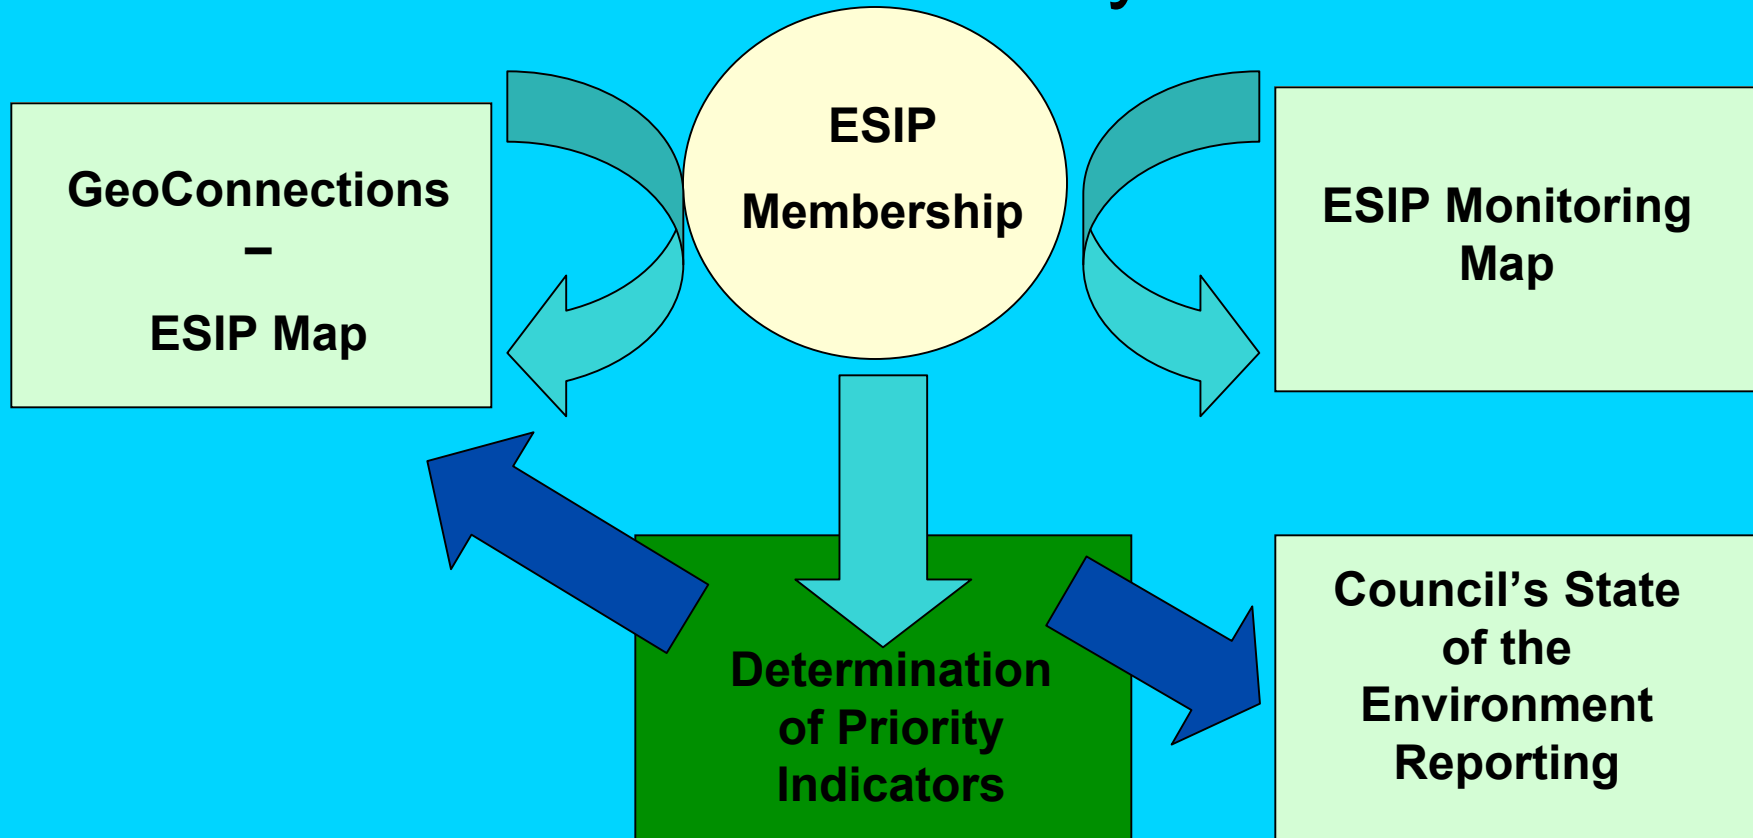 ESIP
Membership
GeoConnections
–
ESIP Map
ESIP Monitoring
Map
Determination
of Priority
Indicators
Council’s State
of the
Environment
Reporting